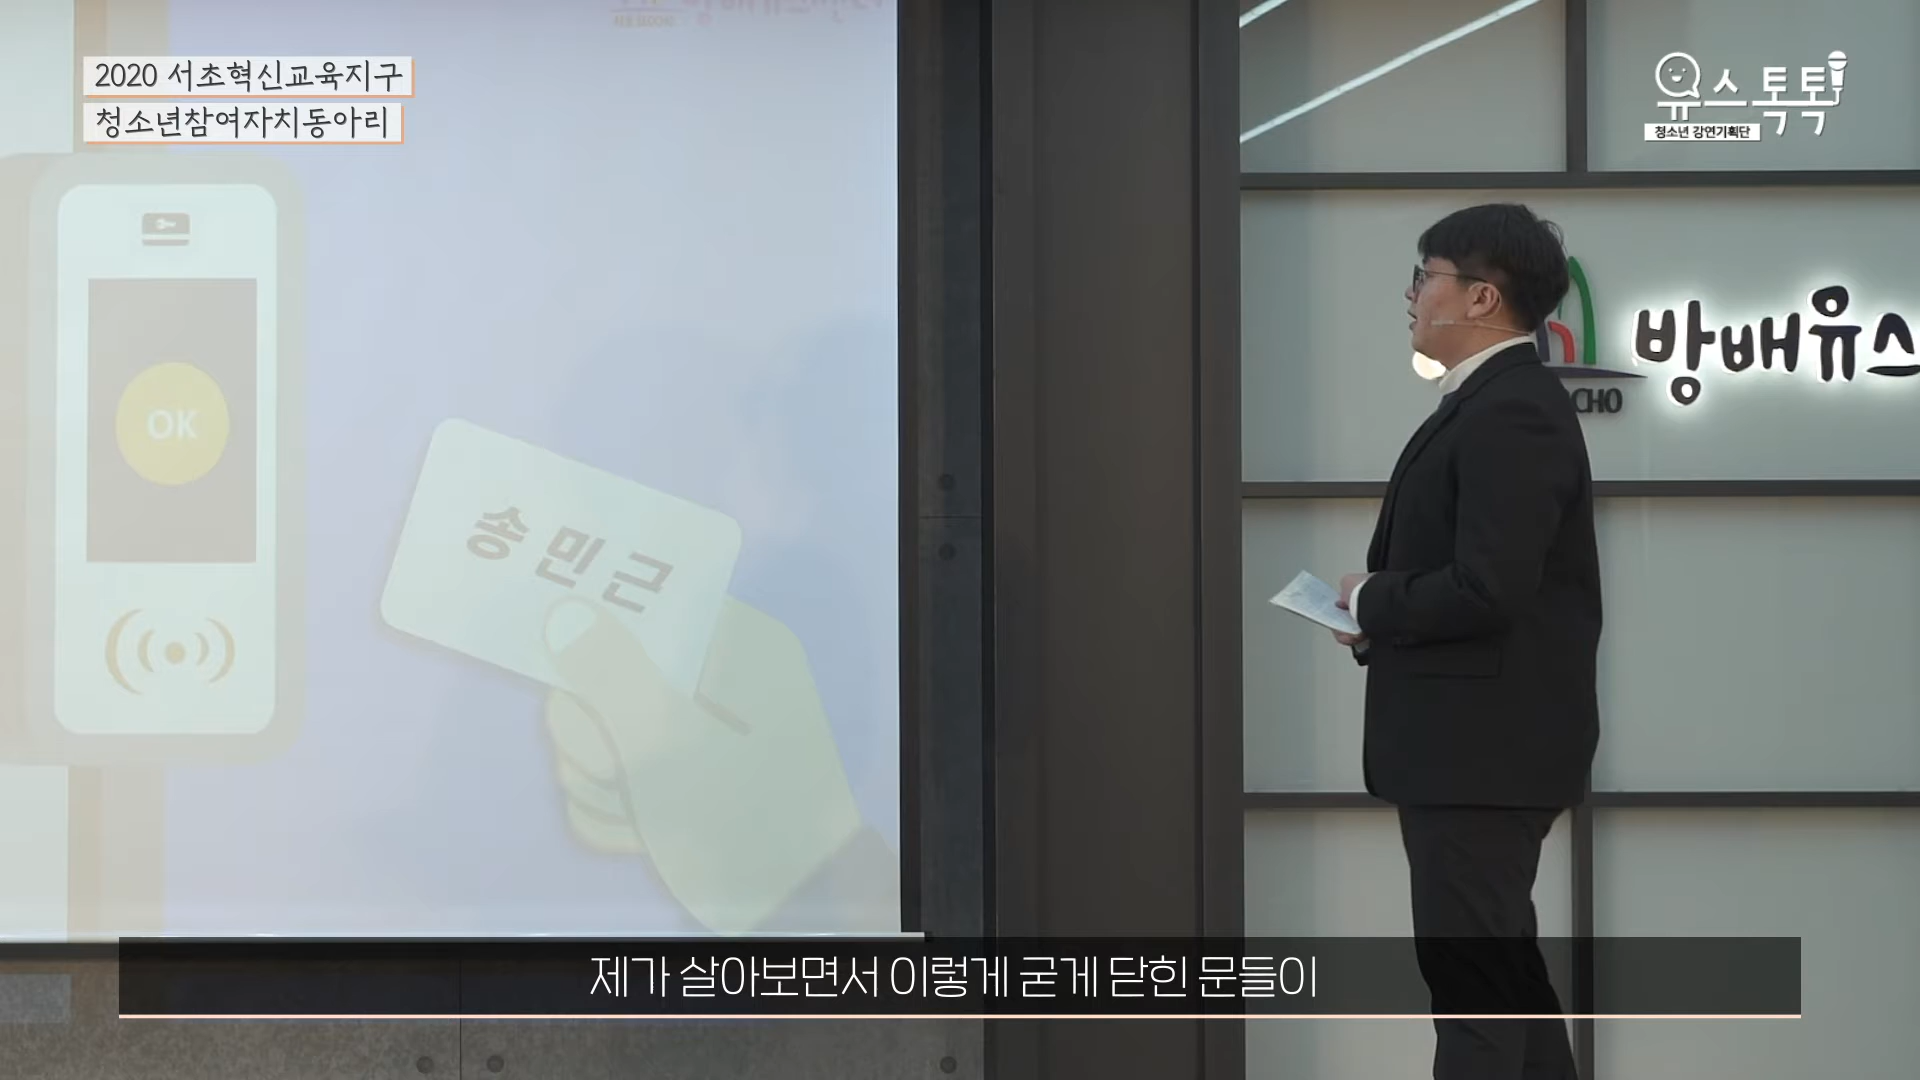 2020 서초혁신교육지구
청소년참여자치동아리
유스톡톡
청소년 강연기획단
OK
송민근
방배유스
CHO
제가 살아보면서 이렇게 굳게 닫힌 문들이